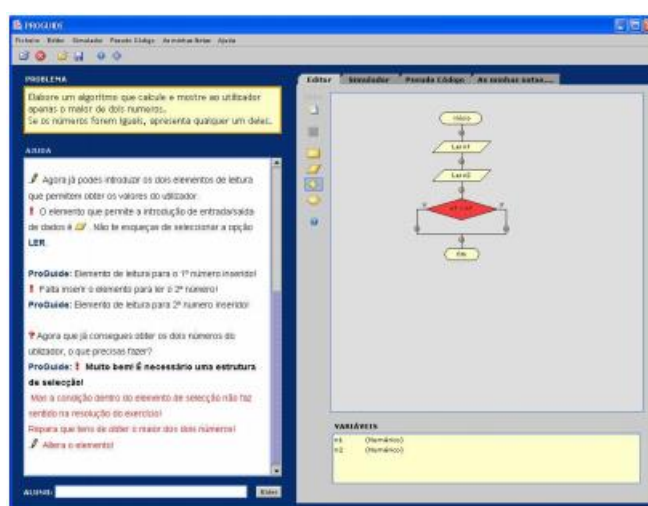 PROGUIDE
Ficheiro Editar Simulador Pseudo Código As minhas Notas Ajuda
PROBLEMA
Elabore um algoritmo que calcule e mostre ao utilizador
apenas o maior de dois numeros.
Se os números forem iguais, apresenta qualquer um deles.
AJUDA
Agora já podes introduzir os dois elementos de leitura
que permitem obter os valores do utilizador
! O elemento que permite a introdução de entrada/saída
de dados é . Não te esqueças de seleccionar a opção
LER.
ProGuide: Elemento de leitura para o 1º número inserido!
! Falta inserir o elemento para ler o 2º número!
ProGuide: Elemento de leitura para 2º numero inserido!
? Agora que já consegues obter os dois números do
utilizador, o que precisas fazer?
ProGuide: ! Muito bem! É necessário uma estrutura
de selecção!
Mas a condição dentro do elemento de selecção não faz
sentido na resolução do exercício!
Repara que tens de obter o maior dos dois números!
Altera o elemento!
ALUNO:
Enter
Editor Simulador Pseudo Código As minhas notas...
Início
Ler n1
Ler n2
V F
Fim
VARIÁVEIS
n1 (Numérico)
n2 (Numérico)